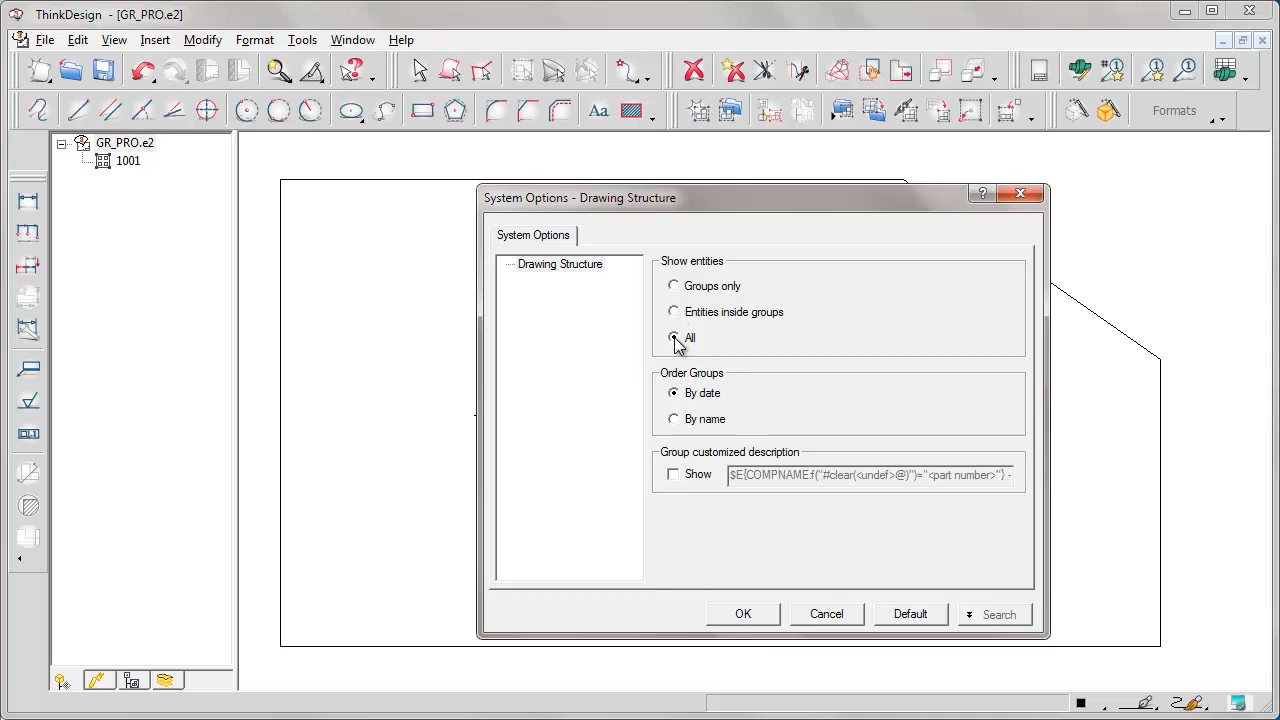 ThinkDesign - [GR_PRO.e2]
File Edit View Insert Modify Format Tools Window Help
Aa Formats
GR_PRO.e2
1001
System Options - Drawing Structure
System Options
Drawing Structure
Show entities
Groups only
Entities inside groups
All
Order Groups
By date
By name
Group customized description
Show $E{COMPNAME:f("#clear(<undef>@)")="<part number>"} -
OK Cancel Default Search